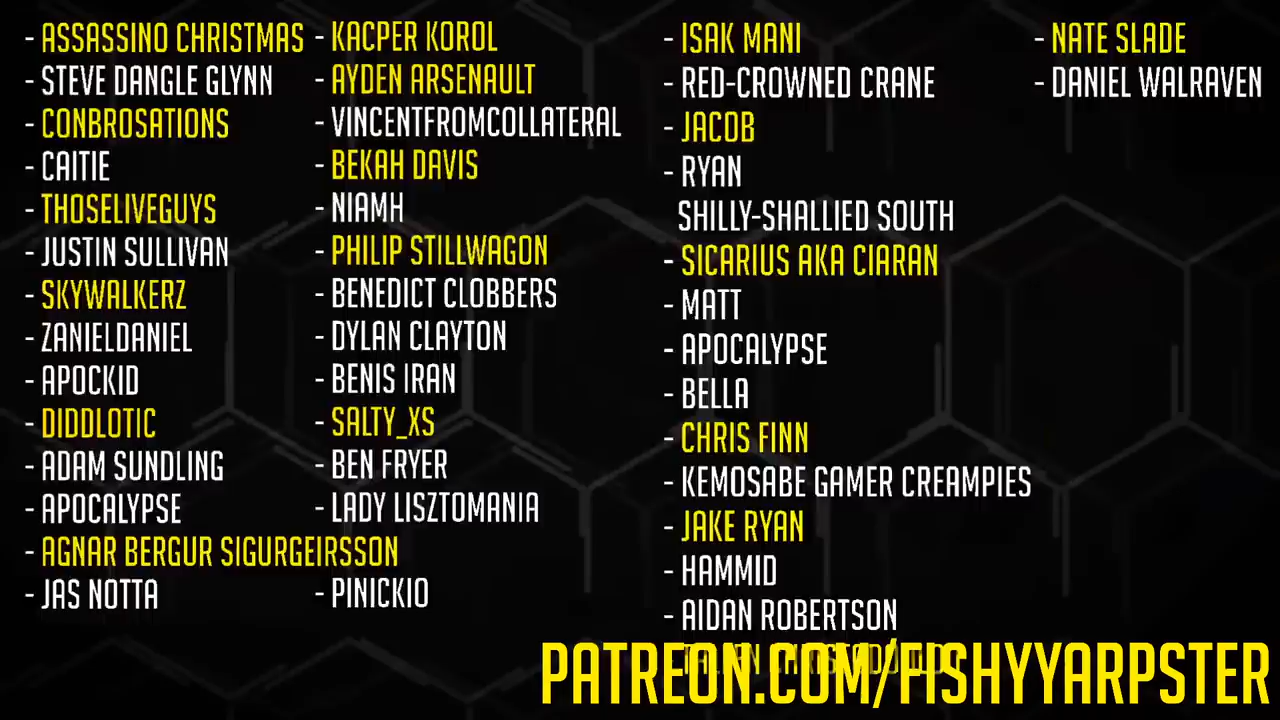 - ASSASSINO CHRISTMAS
- STEVE DANGLE GLYNN
- CONBROSATIONS
- CAITIE
- THOSELIVEGUYS
- JUSTIN SULLIVAN
- SKYWALKERZ
- ZANIELDANIEL
- APOCKID
- DIDDLOTIC
- ADAM SUNDLING
- APOCALYPSE
- AGNAR BERGUR SIGURGEIRSSON
- JAS NOTTA
- KACPER KOROL
- AYDEN ARSENAULT
- VINCENTFROMCOLLATERAL
- BEKAH DAVIS
- NIAMH
- PHILIP STILLWAGON
- BENEDICT CLOBBERS
- DYLAN CLAYTON
- BENIS IRAN
- SALTY_XS
- BEN FRYER
- LADY LISZTOMANIA
- PINICKIO
- ISAK MANI
- RED-CROWNED CRANE
- JACOB
- RYAN
SHILLY-SHALLIED SOUTH
- SICARIUS AKA CIARAN
- MATT
- APOCALYPSE
- BELLA
- CHRIS FINN
- KEMOSABE GAMER CREAMPIES
- JAKE RYAN
- HAMMID
- AIDAN ROBERTSON
- NATE SLADE
- DANIEL WALRAVEN
PATREON.COM/FISHYYARPSTER